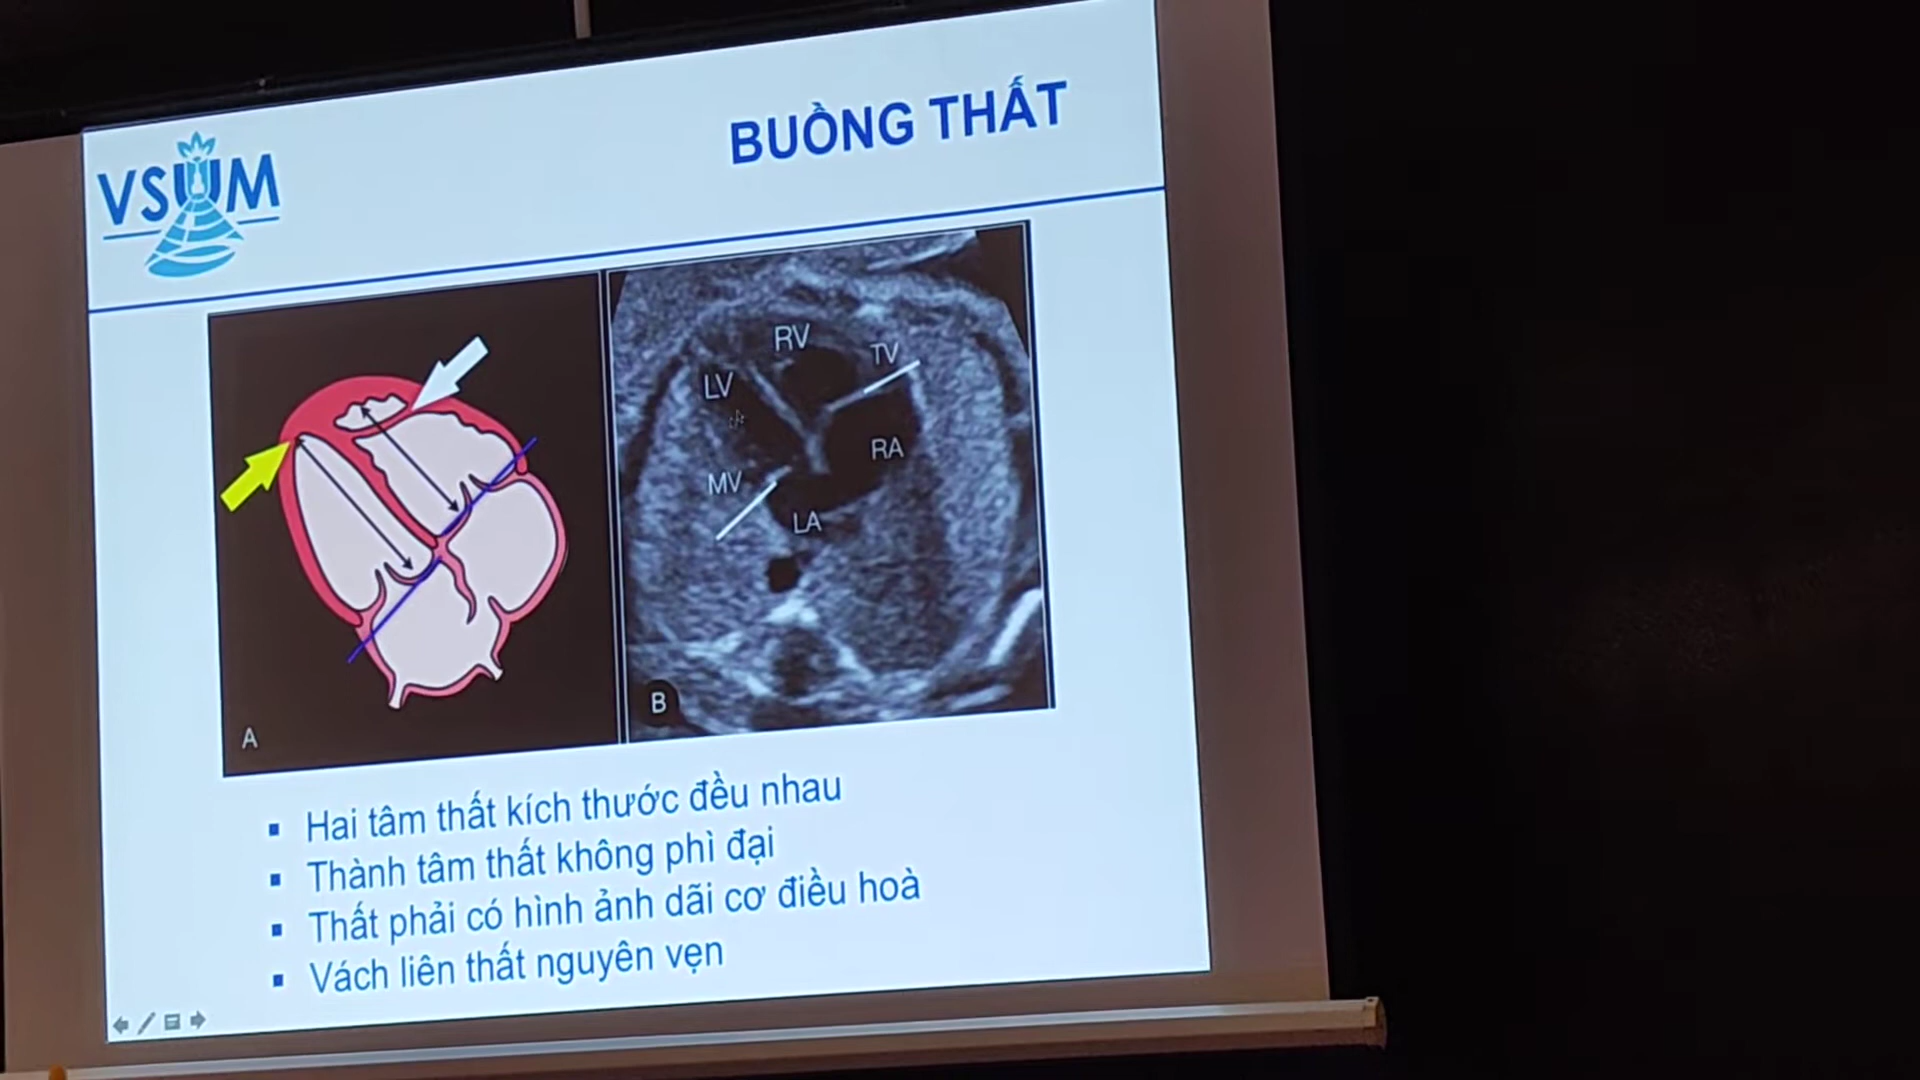 VSUM
BUỒNG THẤT
RV
TV
LV
RA
MV
LA
A
B
Hai tâm thất kích thước đều nhau
Thành tâm thất không phì đại
Thất phải có hình ảnh dãi cơ điều hoà
Vách liên thất nguyên vẹn